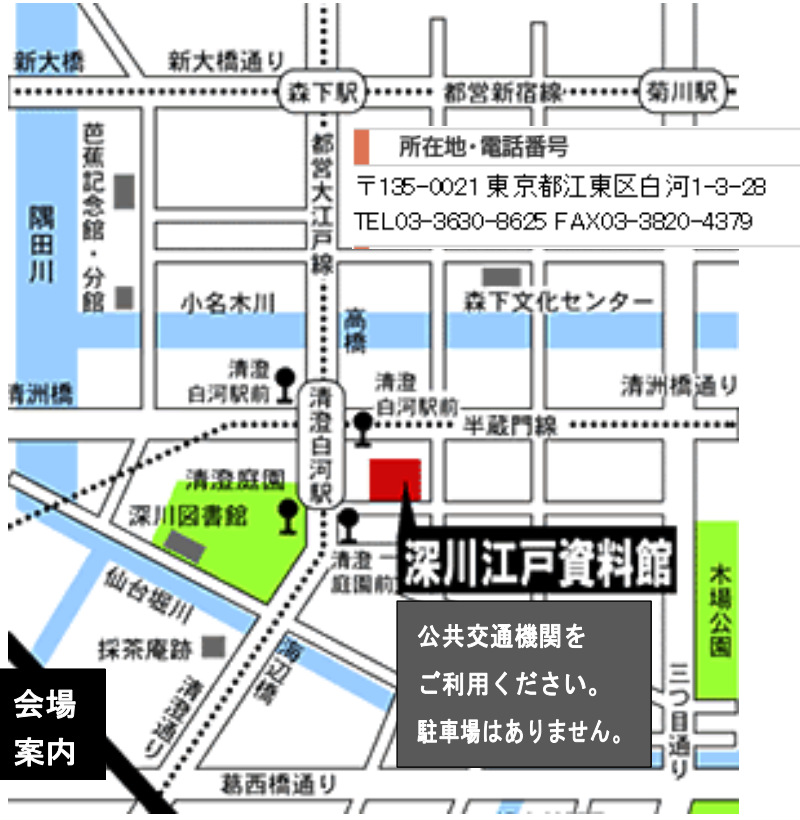 新大橋
新大橋通り
森下駅
都営新宿線
菊川駅
芭蕉記念館・分館
都営大江戸線
所在地・電話番号
〒135-0021 東京都江東区白河1-3-28
TEL03-3630-8625 FAX03-3820-4379
隅田川
小名木川
高橋
森下文化センター
清澄
白河駅前
清澄
白河駅前
清洲橋
清洲橋通り
清澄白河駅
半蔵門線
清澄庭園
深川図書館
清澄
庭園前
深川江戸資料館
仙台堀川
木場公園
採茶庵跡
海辺橋
清澄通り
公共交通機関を
ご利用ください。
駐車場はありません。
三つ目通り
会場
案内
葛西橋通り